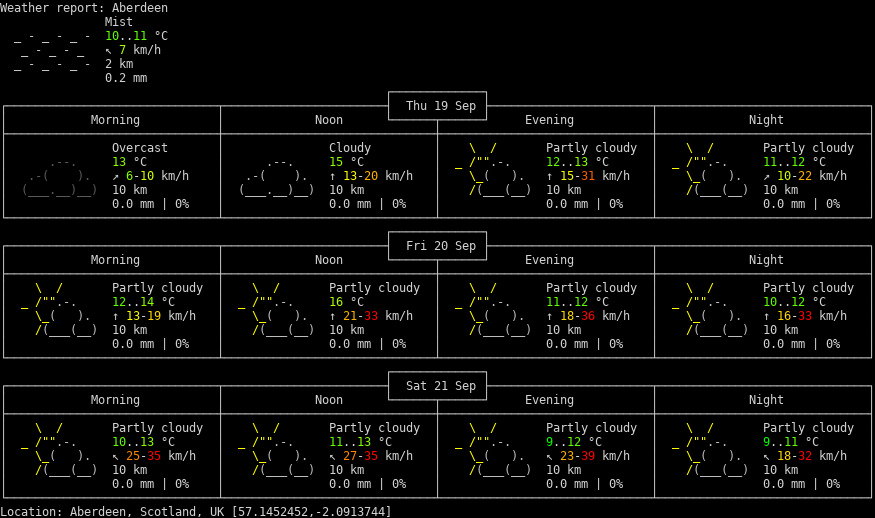 Weather report: Aberdeen
Mist
10..11 °C
↖ 7 km/h
2 km
0.2 mm
Thu 19 Sep
Morning Noon Evening Night
Overcast Cloudy Partly cloudy Partly cloudy
13 °C 15 °C 12..13 °C 11..12 °C
↗ 6-10 km/h ↑ 13-20 km/h ↑ 15-31 km/h ↗ 10-22 km/h
10 km 10 km 10 km 10 km
0.0 mm | 0% 0.0 mm | 0% 0.0 mm | 0% 0.0 mm | 0%
Fri 20 Sep
Morning Noon Evening Night
Partly cloudy Partly cloudy Partly cloudy Partly cloudy
12..14 °C 16 °C 11..12 °C 10..12 °C
↑ 13-19 km/h ↑ 21-33 km/h ↑ 18-36 km/h ↑ 16-33 km/h
10 km 10 km 10 km 10 km
0.0 mm | 0% 0.0 mm | 0% 0.0 mm | 0% 0.0 mm | 0%
Sat 21 Sep
Morning Noon Evening Night
Partly cloudy Partly cloudy Partly cloudy Partly cloudy
10..13 °C 11..13 °C 9..12 °C 9..11 °C
↖ 25-35 km/h ↖ 27-35 km/h ↖ 23-39 km/h ↖ 18-32 km/h
10 km 10 km 10 km 10 km
0.0 mm | 0% 0.0 mm | 0% 0.0 mm | 0% 0.0 mm | 0%
Location: Aberdeen, Scotland, UK [57.1452452,-2.0913744]